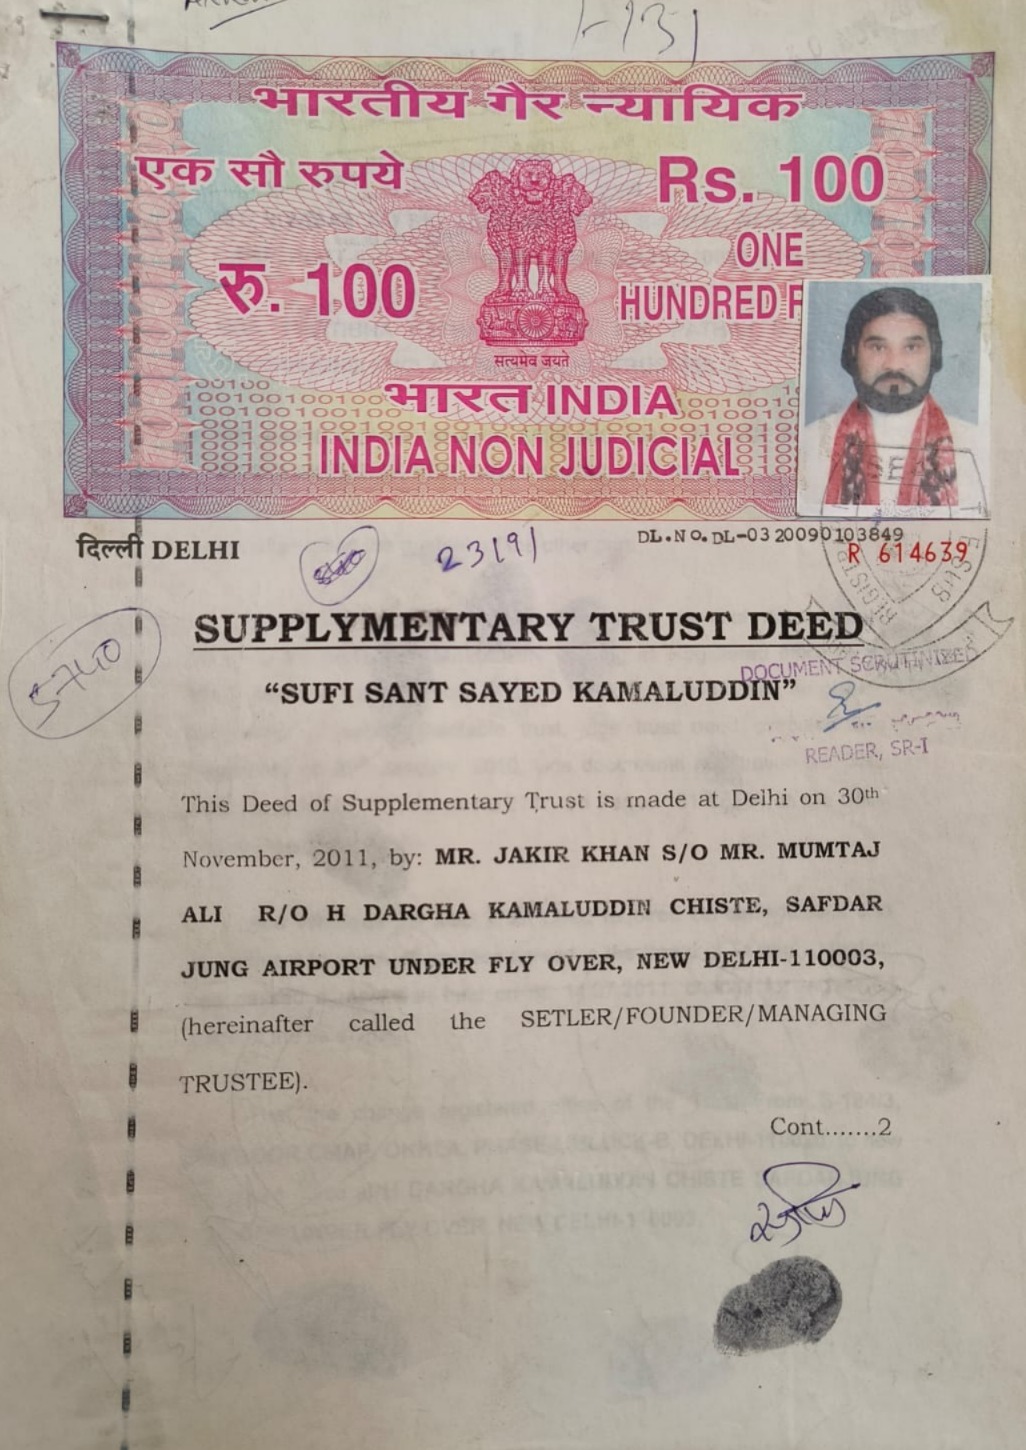 भारतीय गैर न्यायिक
एक सौ रुपये
Rs. 100
रु. 100
ONE
HUNDRED R
सत्यमेव जयते
भारत INDIA
INDIA NON JUDICIAL
दिल्ली DELHI
2319
DL.NO.DL-03 20090103849
R 614639
5740
SUPPLYMENTARY TRUST DEED
DOCUMENT SCRUTINIZED
“SUFI SANT SAYED KAMALUDDIN”
READER, SR-I
This Deed of Supplementary Trust is made at Delhi on 30th
November, 2011, by: MR. JAKIR KHAN S/O MR. MUMTAJ
ALI R/O H DARGHA KAMALUDDIN CHISTE, SAFDAR
JUNG AIRPORT UNDER FLY OVER, NEW DELHI-110003,
(hereinafter called the SETLER/FOUNDER/MANAGING
TRUSTEE).
Cont.......2